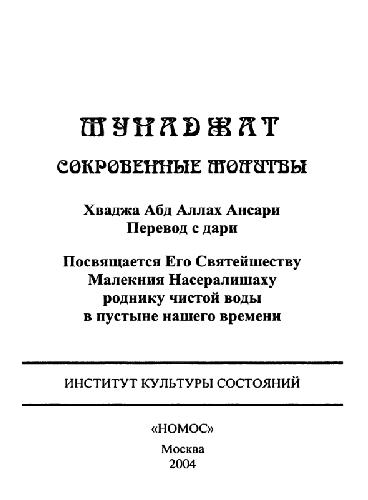 МУНАДЖАТ
СОКРОВЕННЫЕ МОЛИТВЫ
Хваджа Абд Аллах Ансари
Перевод с дари
Посвящается Его Святейшеству
Малекния Насералишаху
роднику чистой воды
в пустыне нашего времени
ИНСТИТУТ КУЛЬТУРЫ СОСТОЯНИЙ
«НОМОС»
Москва
2004